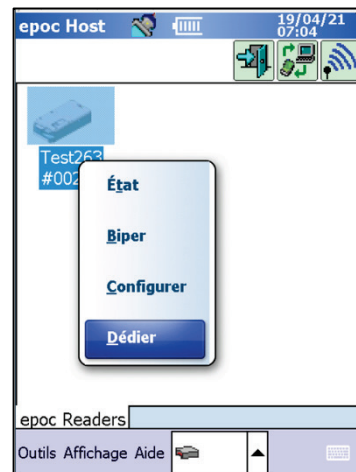 epoc Host
19/04/21
07:04
Test263
#002
État
Biper
Configurer
Dédier
epoc Readers
Outils Affichage Aide